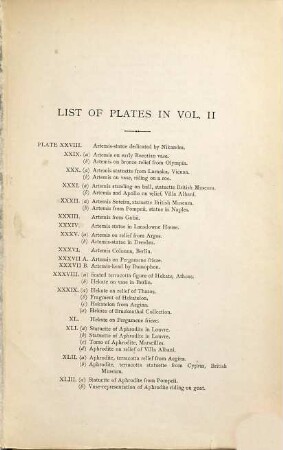 LIST OF PLATES IN VOL. II
PLATE XXVIII. Artemis-statue dedicated by Nikandra.
XXIX. (a) Artemis on early Boeotian vase.
(b) Artemis on bronze relief from Olympia.
XXX. (a) Artemis statuette from Larnaka, Vienna.
(b) Artemis on vase, riding on a roe.
XXXI. (a) Artemis standing on ball, statuette British Museum.
(b) Artemis and Apollo on relief, Villa Albani.
XXXII. (a) Artemis Soteira, statuette British Museum.
(b) Artemis from Pompeii, statue in Naples.
XXXIII. Artemis from Gabii.
XXXIV. Artemis statue in Lansdowne House.
XXXV. (a) Artemis on relief from Argos.
(b) Artemis-statue in Dresden.
XXXVI. Artemis Colonna, Berlin.
XXXVII A. Artemis on Pergamene frieze.
XXXVII B. Artemis-head by Damophon.
XXXVIII. (a) Seated terracotta figure of Hekate, Athens.
(b) Hekate on vase in Berlin.
XXXIX. (a) Hekate on relief of Thasos.
(b) Fragment of Hekataion.
(c) Hekataion from Aegina.
(d) Hekate of Bruckenthal Collection.
XL. Hekate on Pergamene frieze.
XLI. (a) Statuette of Aphrodite in Louvre.
(b) Statuette of Aphrodite in Louvre.
(c) Torso of Aphrodite, Marseilles.
(d) Aphrodite on relief of Villa Albani.
XLII. (a) Aphrodite, terracotta relief from Aegina.
(b) Aphrodite, terracotta statuette from Cyprus, British
Museum.
XLIII. (a) Statuette of Aphrodite from Pompeii.
(b) Vase-representation of Aphrodite riding on goat.